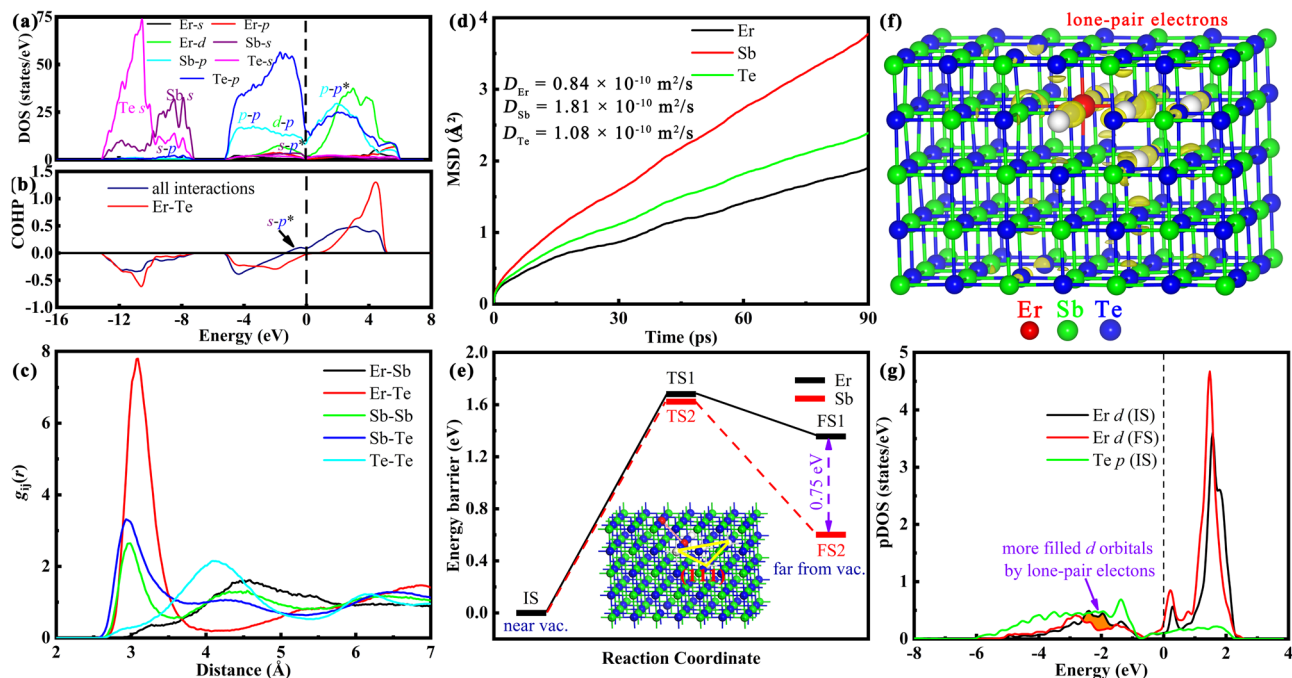 (a)
Er-s
Er-p
Er-d
Sb-s
Sb-p
Te-s
Te-p
DOS (states/eV)
75
50
25
0
Te s
Sb s
s-p
p-p
d-p
s-p*
p-p*
(b)
all interactions
Er-Te
s-p*
COHP
1.5
1.0
0.5
0.0
-0.5
-1.0
-16
-12
-8
-4
0
4
8
Energy (eV)
(c)
Er-Sb
Er-Te
Sb-Sb
Sb-Te
Te-Te
gij(r)
8
6
4
2
0
2
3
4
5
6
7
Distance (Å)
(d)
Er
Sb
Te
DEr = 0.84 × 10-10 m2/s
DSb = 1.81 × 10-10 m2/s
DTe = 1.08 × 10-10 m2/s
MSD (Å2)
4
3
2
1
0
0
30
60
90
Time (ps)
(e)
Er
Sb
TS1
TS2
FS1
0.75 eV
FS2
far from vac.
IS
near vac.
Energy barrier (eV)
2.0
1.6
1.2
0.8
0.4
0.0
Reaction Coordinate
(f)
lone-pair electrons
Er Sb Te
(g)
Er d (IS)
Er d (FS)
Te p (IS)
more filled d orbitals
by lone-pair electons
pDOS (states/eV)
5
4
3
2
1
0
-8
-6
-4
-2
0
2
4
Energy (eV)